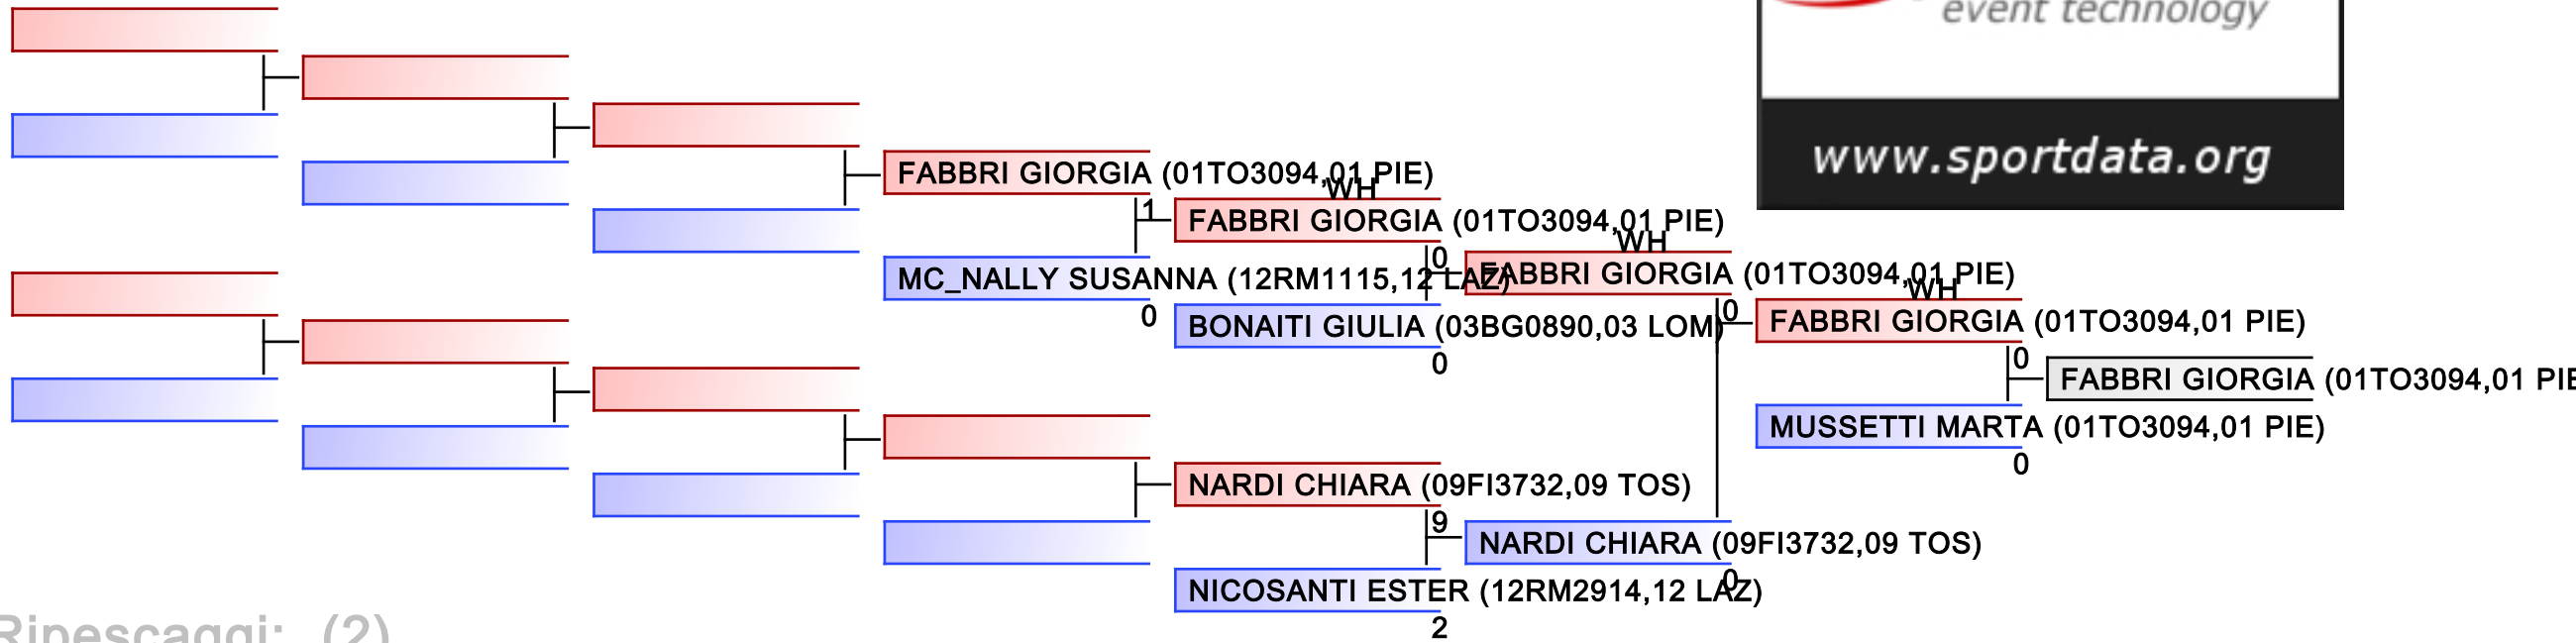 event technology
www.sportdata.org
FABBRI GIORGIA (01TO3094,01 PIE)
WH
1
FABBRI GIORGIA (01TO3094,01 PIE)
WH
MC_NALLY SUSANNA (12RM1115,12 LAZ)
0
0
FABBRI GIORGIA (01TO3094,01 PIE)
WH
BONAITI GIULIA (03BG0890,03 LOM)
0
0
FABBRI GIORGIA (01TO3094,01 PIE)
0
FABBRI GIORGIA (01TO3094,01 PIE
MUSSETTI MARTA (01TO3094,01 PIE)
0
NARDI CHIARA (09FI3732,09 TOS)
9
NARDI CHIARA (09FI3732,09 TOS)
0
NICOSANTI ESTER (12RM2914,12 LAZ)
2
Ripescaggi: (2)